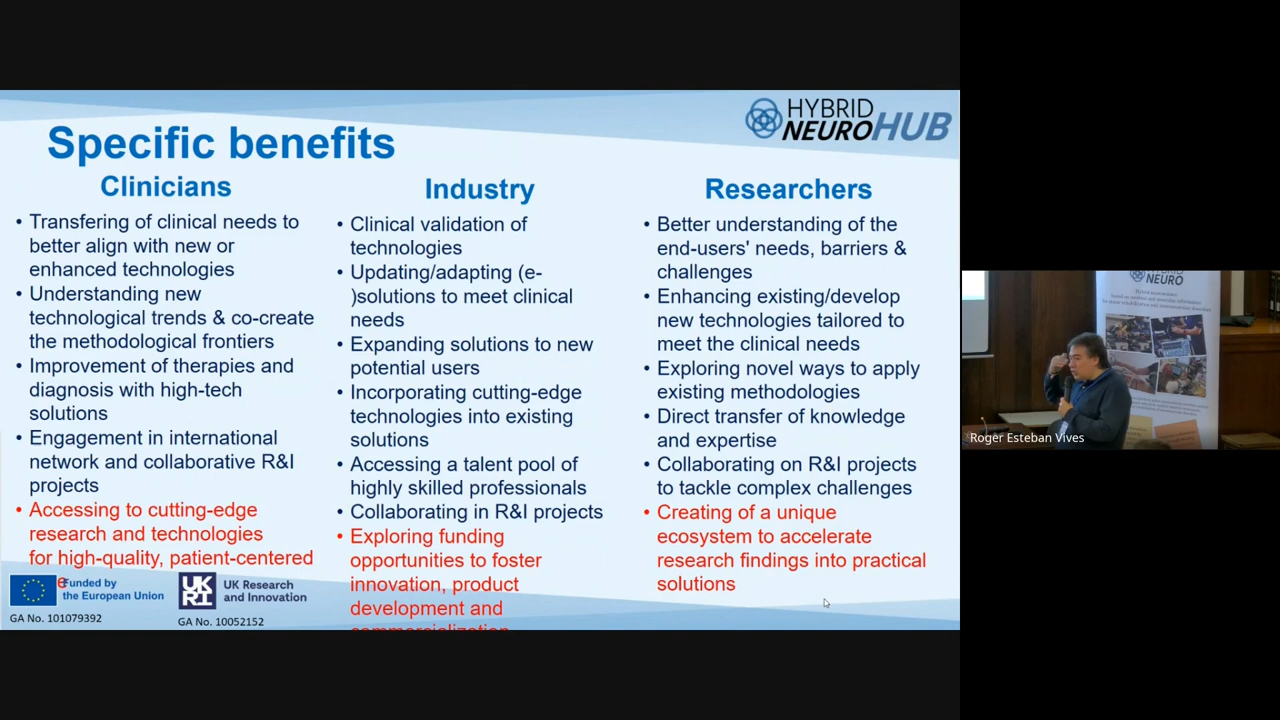 HYBRID
NEUROHUB
Specific benefits
Clinicians
• Transfering of clinical needs to
better align with new or
enhanced technologies
• Understanding new
technological trends & co-create
the methodological frontiers
• Improvement of therapies and
diagnosis with high-tech
solutions
• Engagement in international
network and collaborative R&I
projects
• Accessing to cutting-edge
research and technologies
for high-quality, patient-centered
Industry
• Clinical validation of
technologies
• Updating/adapting (e-
)solutions to meet clinical
needs
• Expanding solutions to new
potential users
• Incorporating cutting-edge
technologies into existing
solutions
• Accessing a talent pool of
highly skilled professionals
• Collaborating in R&I projects
• Exploring funding
opportunities to foster
innovation, product
development and
commercialization
Researchers
• Better understanding of the
end-users' needs, barriers &
challenges
• Enhancing existing/develop
new technologies tailored to
meet the clinical needs
• Exploring novel ways to apply
existing methodologies
• Direct transfer of knowledge
and expertise
• Collaborating on R&I projects
to tackle complex challenges
• Creating of a unique
ecosystem to accelerate
research findings into practical
solutions
Funded by
the European Union
GA No. 101079392
UKRI
UK Research
and Innovation
GA No. 10052152
HYBRID
NEURO
Roger Esteban Vives